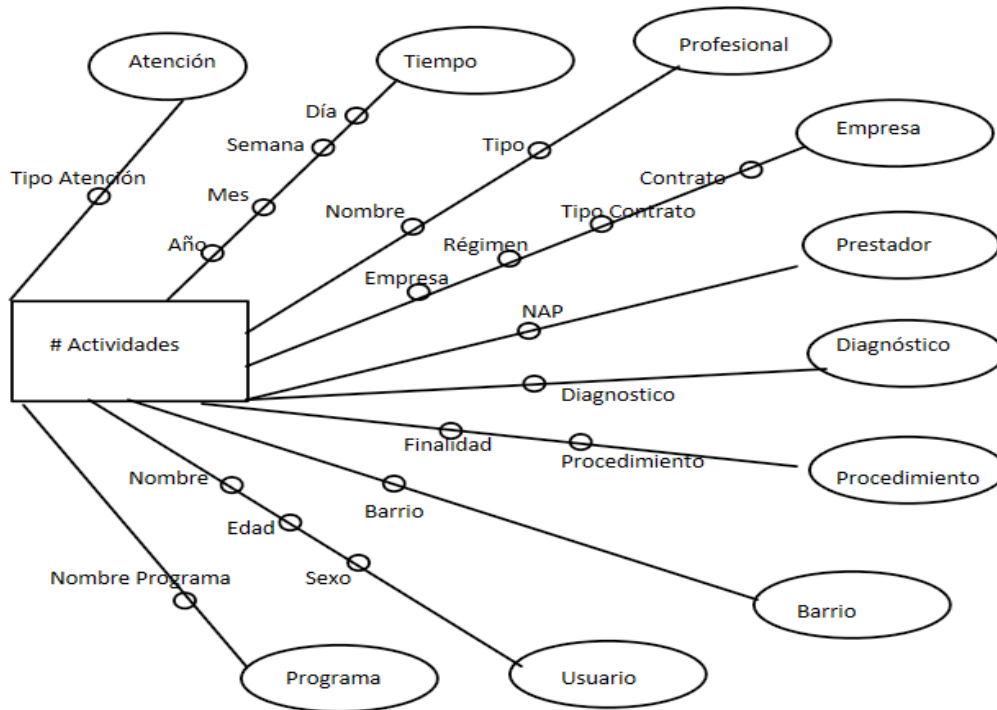 Atención
Tiempo
Profesional
Día
Semana
Tipo
Empresa
Tipo Atención
Mes
Contrato
Nombre
Tipo Contrato
Año
Régimen
Prestador
Empresa
NAP
# Actividades
Diagnóstico
Diagnostico
Finalidad
Procedimiento
Procedimiento
Nombre
Barrio
Edad
Nombre Programa
Sexo
Barrio
Programa
Usuario